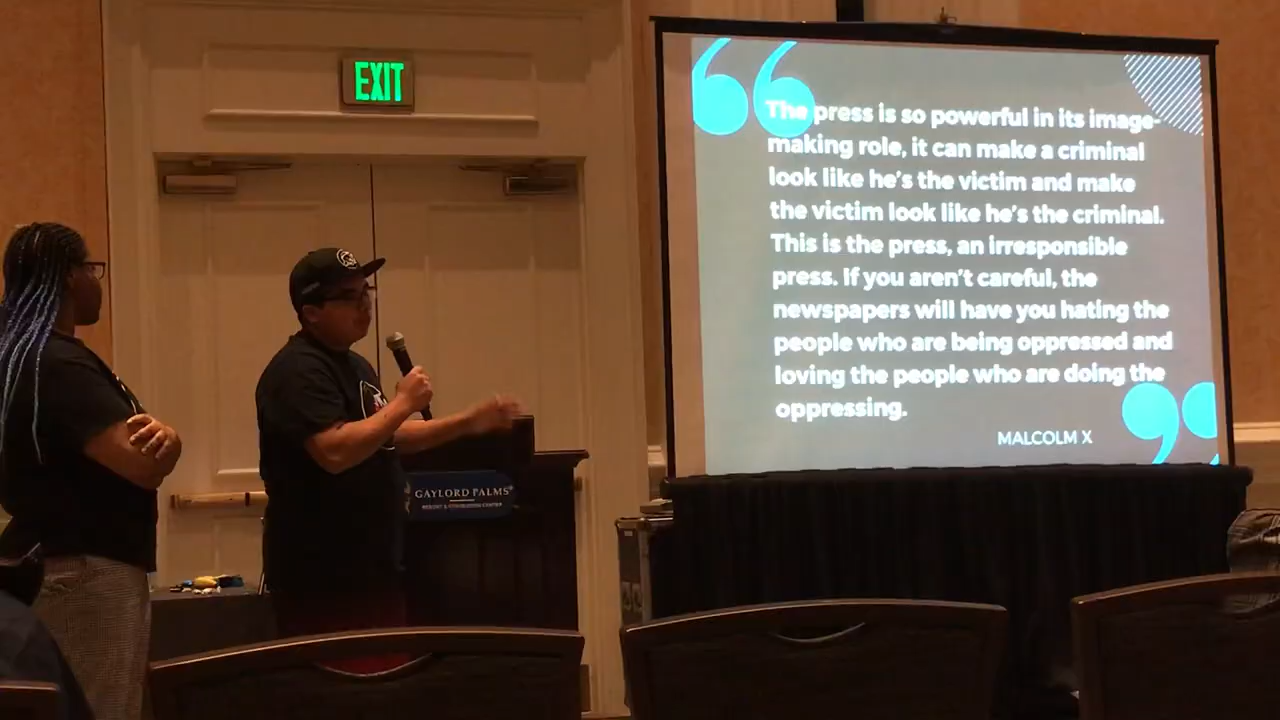 EXIT
The press is so powerful in its image-
making role, it can make a criminal
look like he's the victim and make
the victim look like he's the criminal.
This is the press, an irresponsible
press. If you aren't careful, the
newspapers will have you hating the
people who are being oppressed and
loving the people who are doing the
oppressing.
MALCOLM X
GAYLORD PALMS
RESORT & CONVENTION CENTER